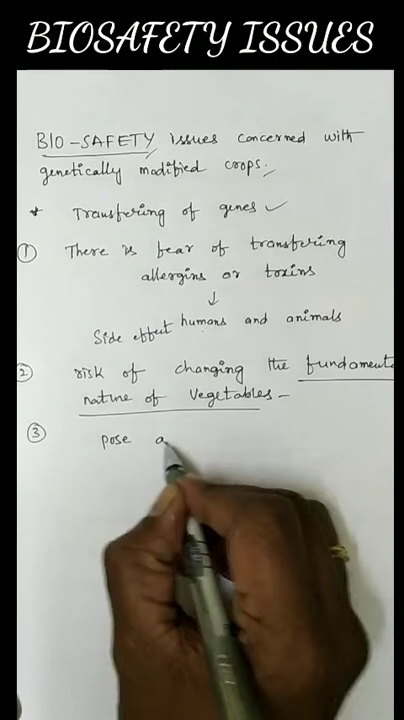 BIOSAFETY ISSUES
BIO-SAFETY issues concerned with
genetically modified crops.
* Transfering of genes ✓
① There is fear of transfering
allergins or toxins
↓
Side effect humans and animals
② risk of changing the fundamenta
nature of vegetables -
③ pose a